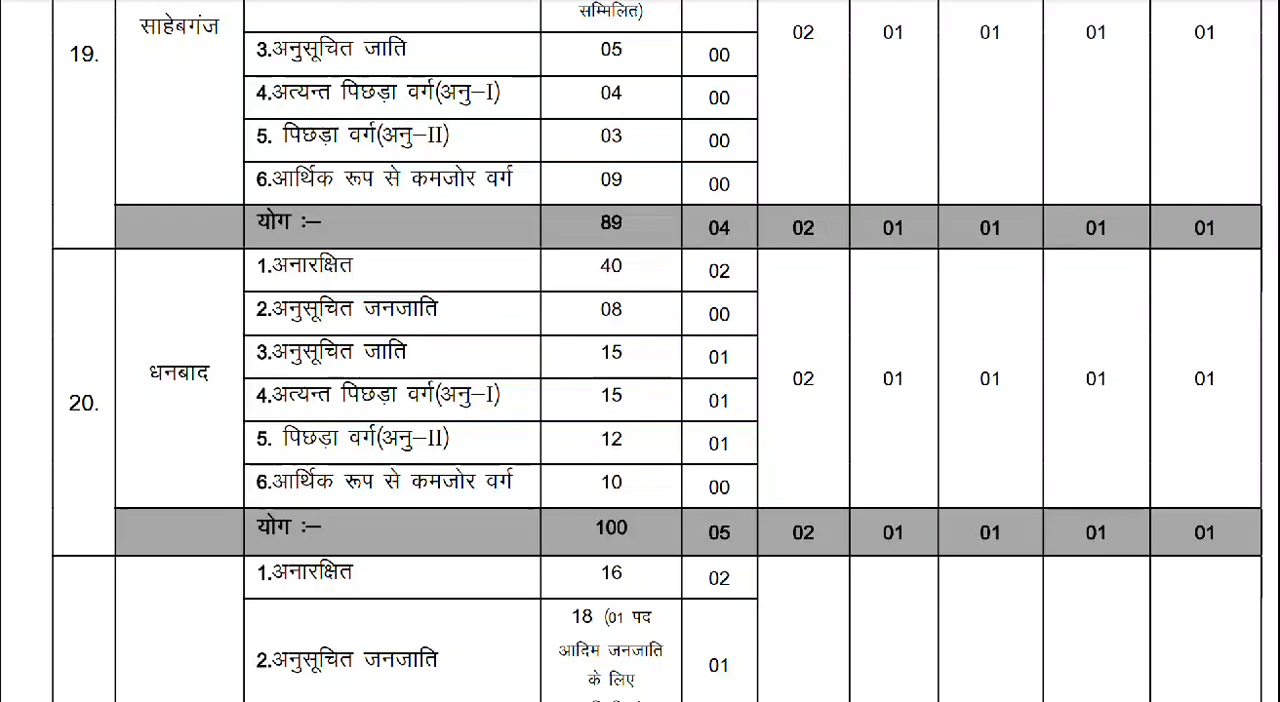 सम्मिलित)
19. साहेबगंज 02 01 01 01 01
3.अनुसूचित जाति 05 00
4.अत्यन्त पिछड़ा वर्ग(अनु–I) 04 00
5. पिछड़ा वर्ग(अनु–II) 03 00
6.आर्थिक रूप से कमजोर वर्ग 09 00
योग :– 89 04 02 01 01 01 01
1.अनारक्षित 40 02
2.अनुसूचित जनजाति 08 00
3.अनुसूचित जाति 15 01
20. धनबाद 02 01 01 01 01
4.अत्यन्त पिछड़ा वर्ग(अनु–I) 15 01
5. पिछड़ा वर्ग(अनु–II) 12 01
6.आर्थिक रूप से कमजोर वर्ग 10 00
योग :– 100 05 02 01 01 01 01
1.अनारक्षित 16 02
2.अनुसूचित जनजाति 18 (01 पद
आदिम जनजाति
के लिए
01